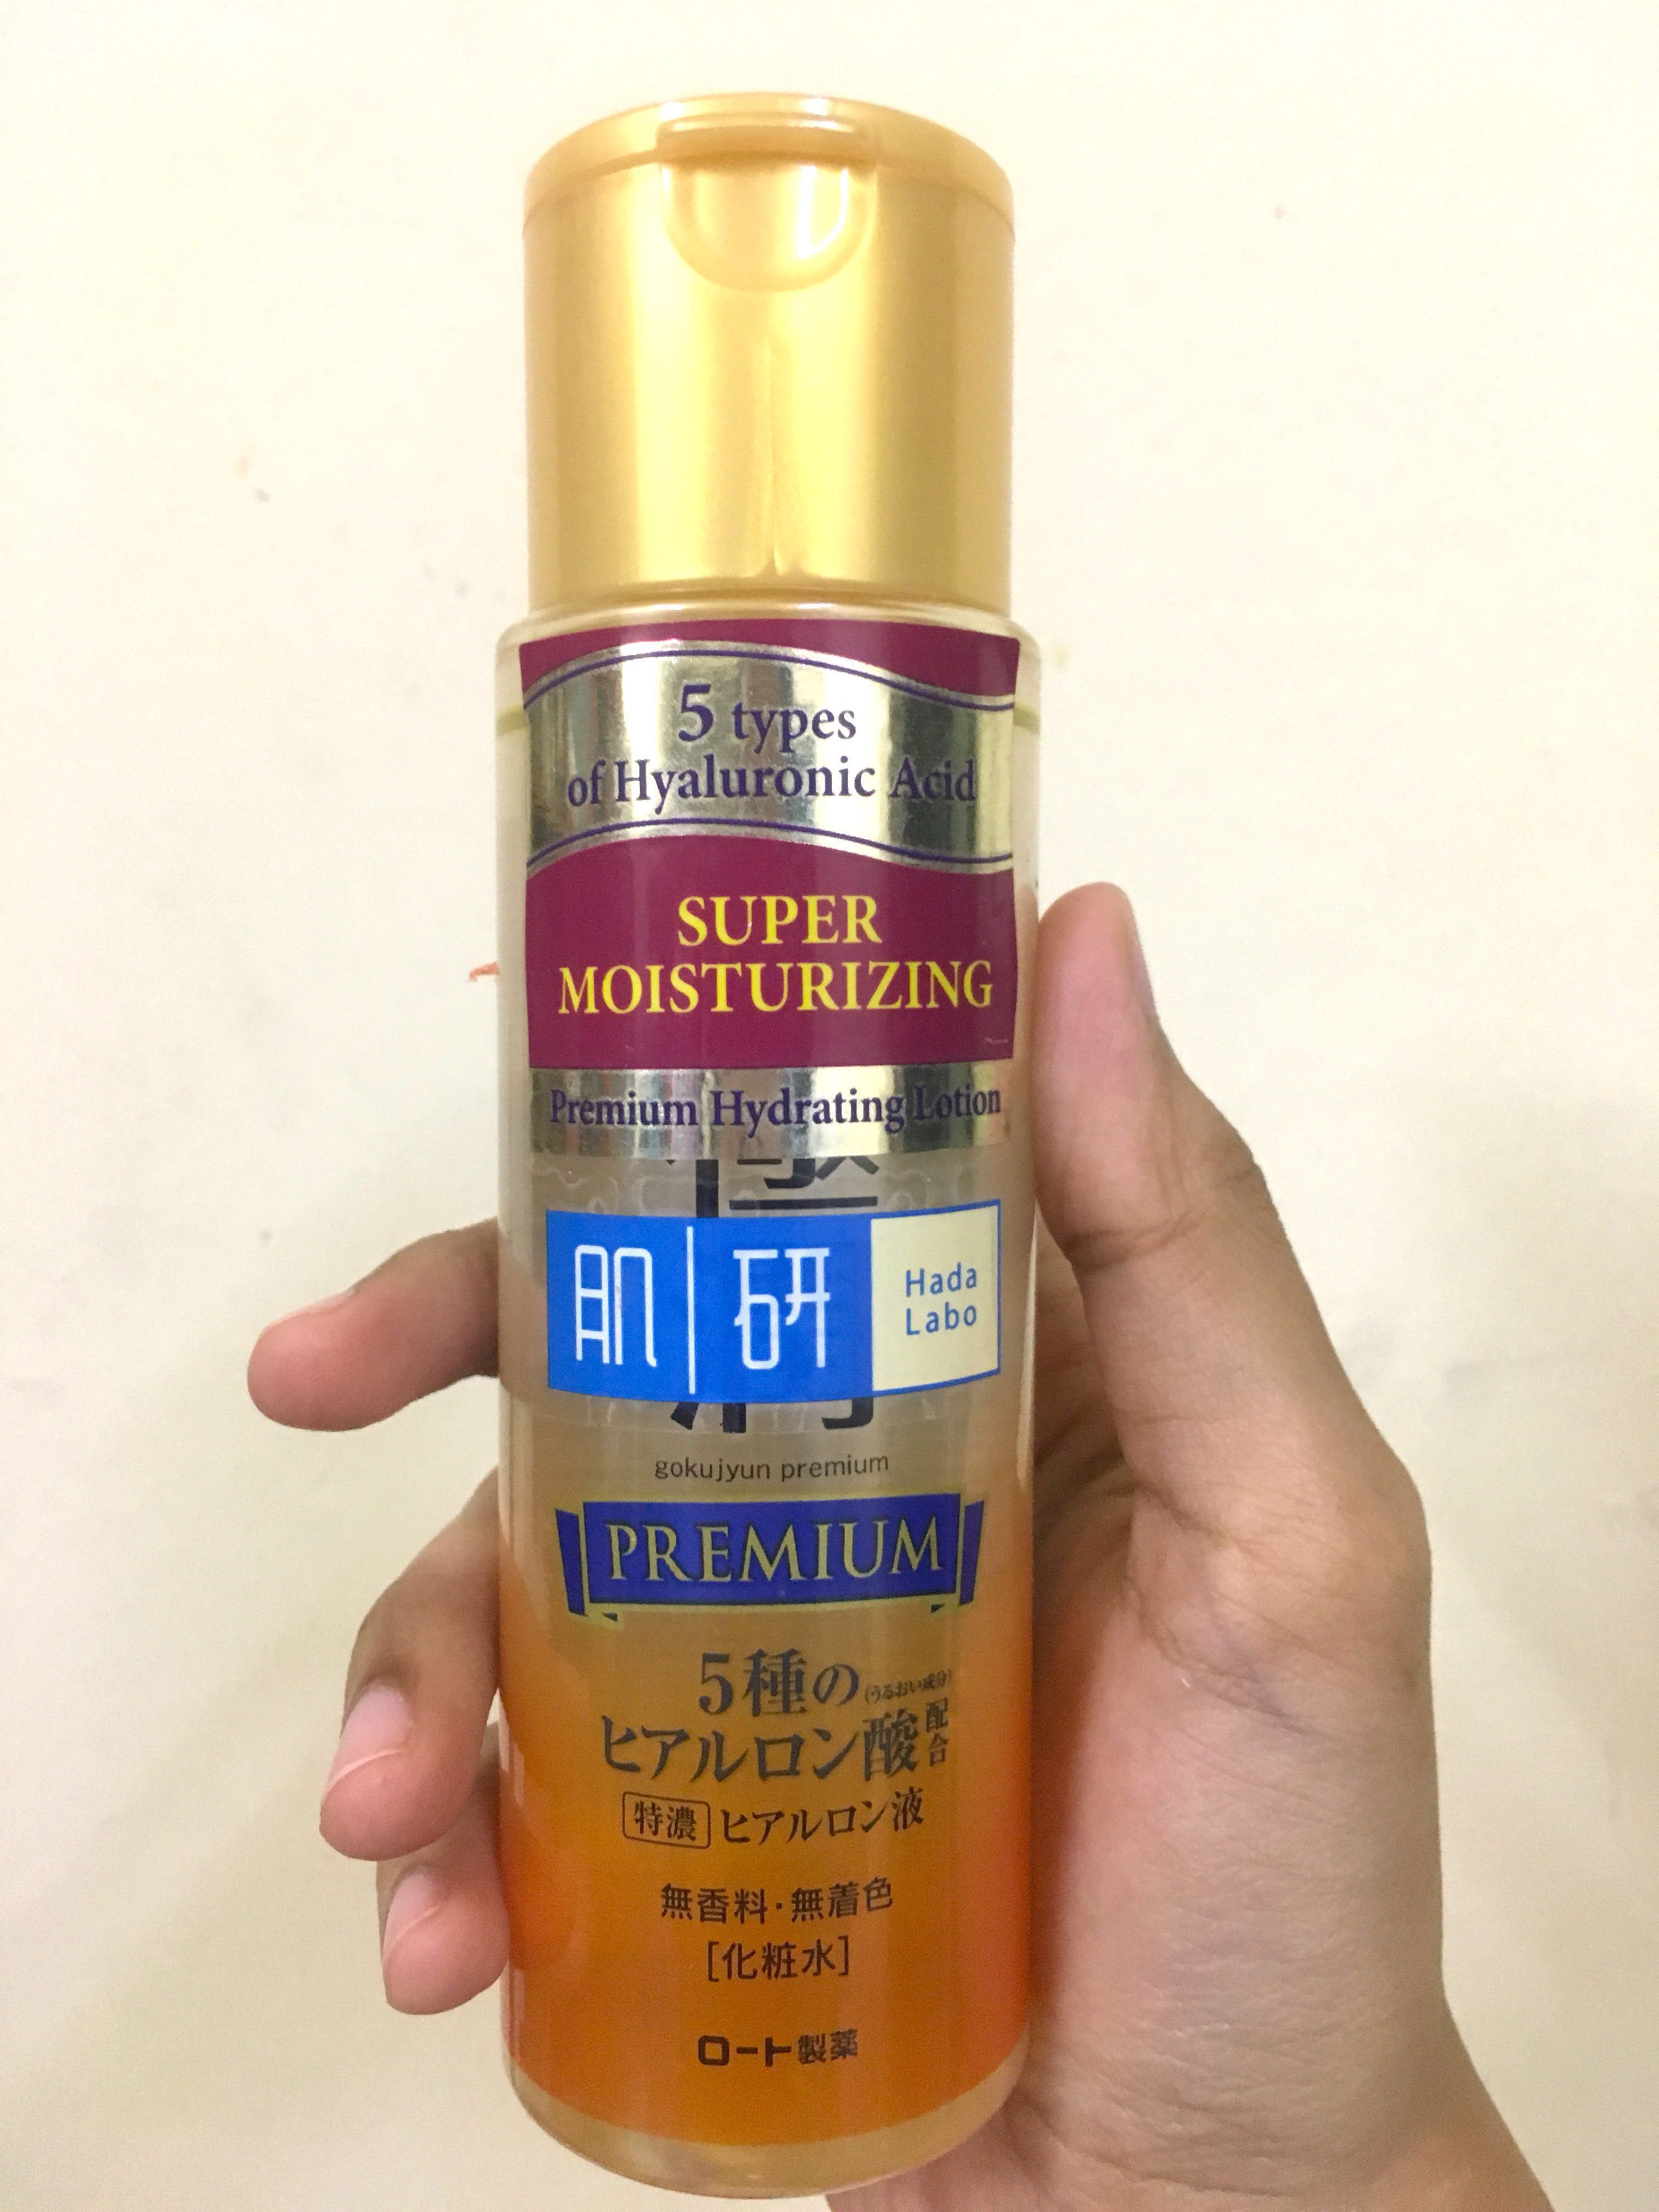 5 types
of Hyaluronic Acid
SUPER
MOISTURIZING
Premium Hydrating Lotion
肌研
Hada
Labo
gokujyun premium
PREMIUM
5種の(うるおい成分)
ヒアルロン酸配合
特濃 ヒアルロン液
無香料・無着色
[化粧水]
ロート製薬